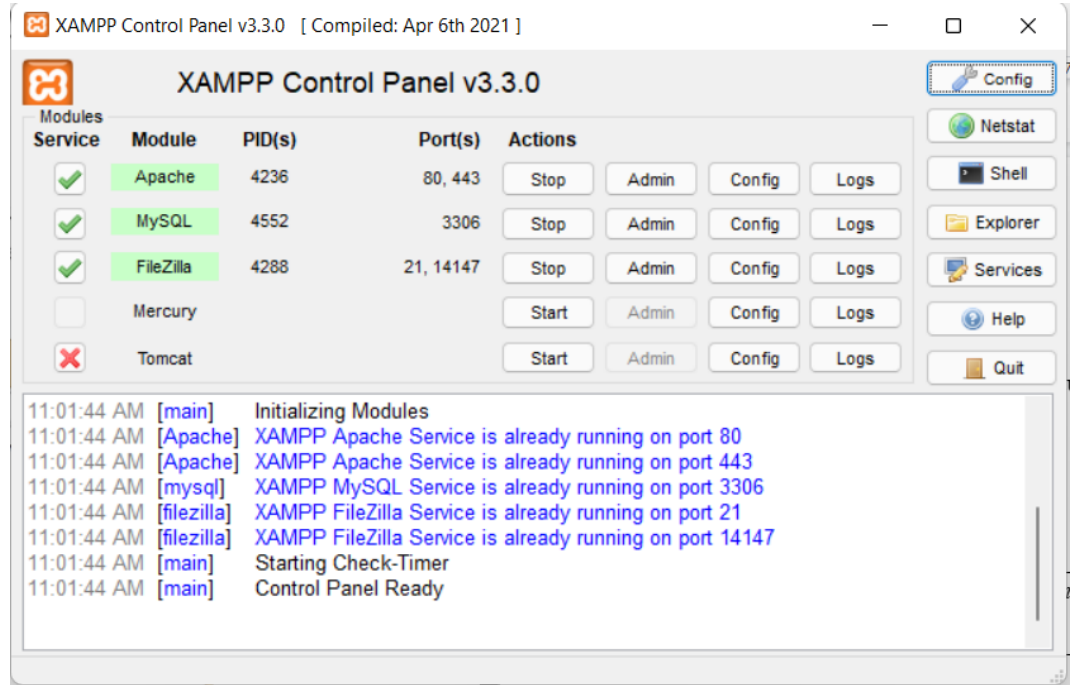 XAMPP Control Panel v3.3.0 [ Compiled: Apr 6th 2021 ]
XAMPP Control Panel v3.3.0
Config
Modules
Service Module PID(s) Port(s) Actions
Netstat
Apache 4236 80, 443 Stop Admin Config Logs
Shell
MySQL 4552 3306 Stop Admin Config Logs
Explorer
FileZilla 4288 21, 14147 Stop Admin Config Logs
Services
Mercury Start Admin Config Logs
Help
Tomcat Start Admin Config Logs
Quit
11:01:44 AM [main] Initializing Modules
11:01:44 AM [Apache] XAMPP Apache Service is already running on port 80
11:01:44 AM [Apache] XAMPP Apache Service is already running on port 443
11:01:44 AM [mysql] XAMPP MySQL Service is already running on port 3306
11:01:44 AM [filezilla] XAMPP FileZilla Service is already running on port 21
11:01:44 AM [filezilla] XAMPP FileZilla Service is already running on port 14147
11:01:44 AM [main] Starting Check-Timer
11:01:44 AM [main] Control Panel Ready